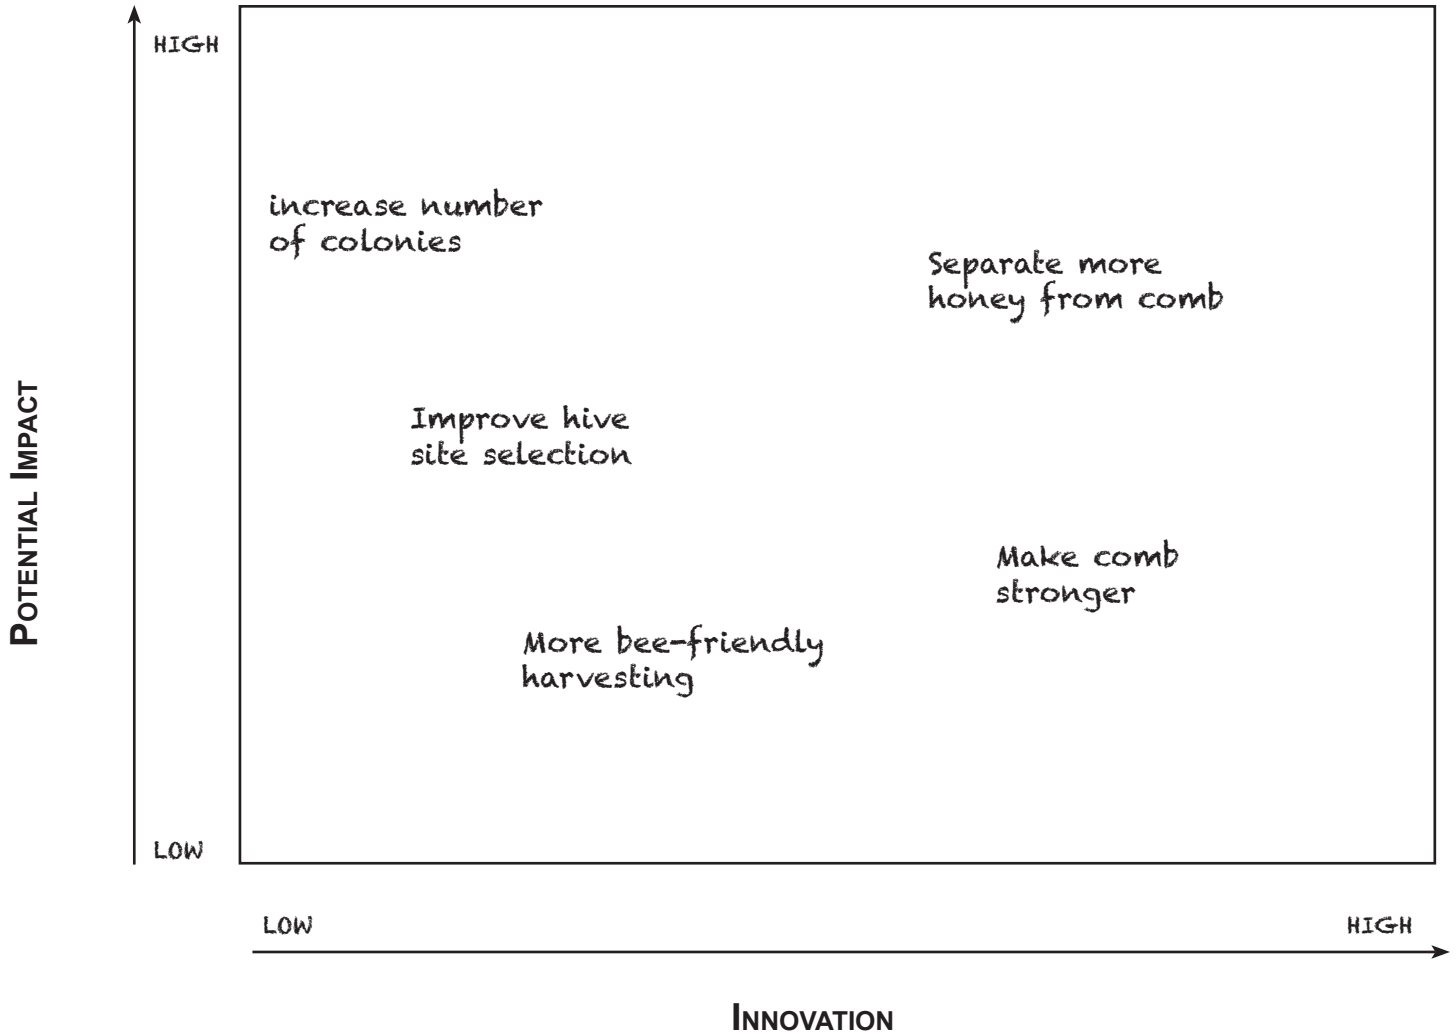 HIGH
increase number
of colonies
Separate more
honey from comb
Improve hive
site selection
POTENTIAL IMPACT
Make comb
stronger
More bee-friendly
harvesting
LOW
LOW
HIGH
INNOVATION